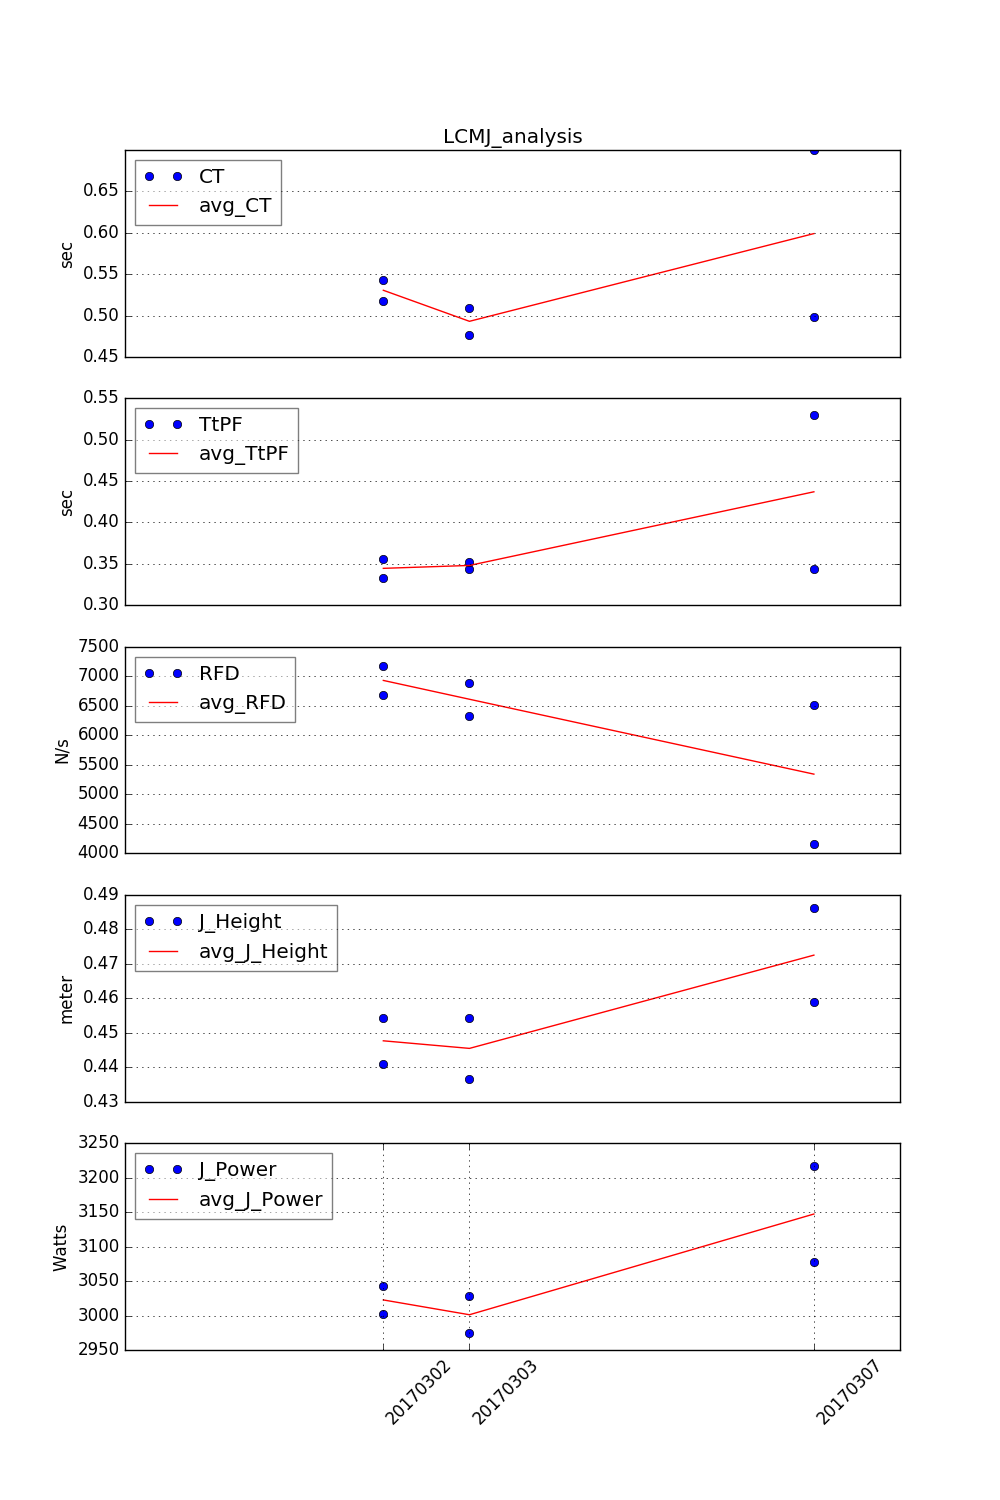 LCMJ_analysis
CT
avg_CT
0.65
0.60
0.55
0.50
0.45
sec
TtPF
avg_TtPF
0.55
0.50
0.45
0.40
0.35
0.30
sec
RFD
avg_RFD
7500
7000
6500
6000
5500
5000
4500
4000
N/s
J_Height
avg_J_Height
0.49
0.48
0.47
0.46
0.45
0.44
0.43
meter
J_Power
avg_J_Power
3250
3200
3150
3100
3050
3000
2950
Watts
20170302
20170303
20170307